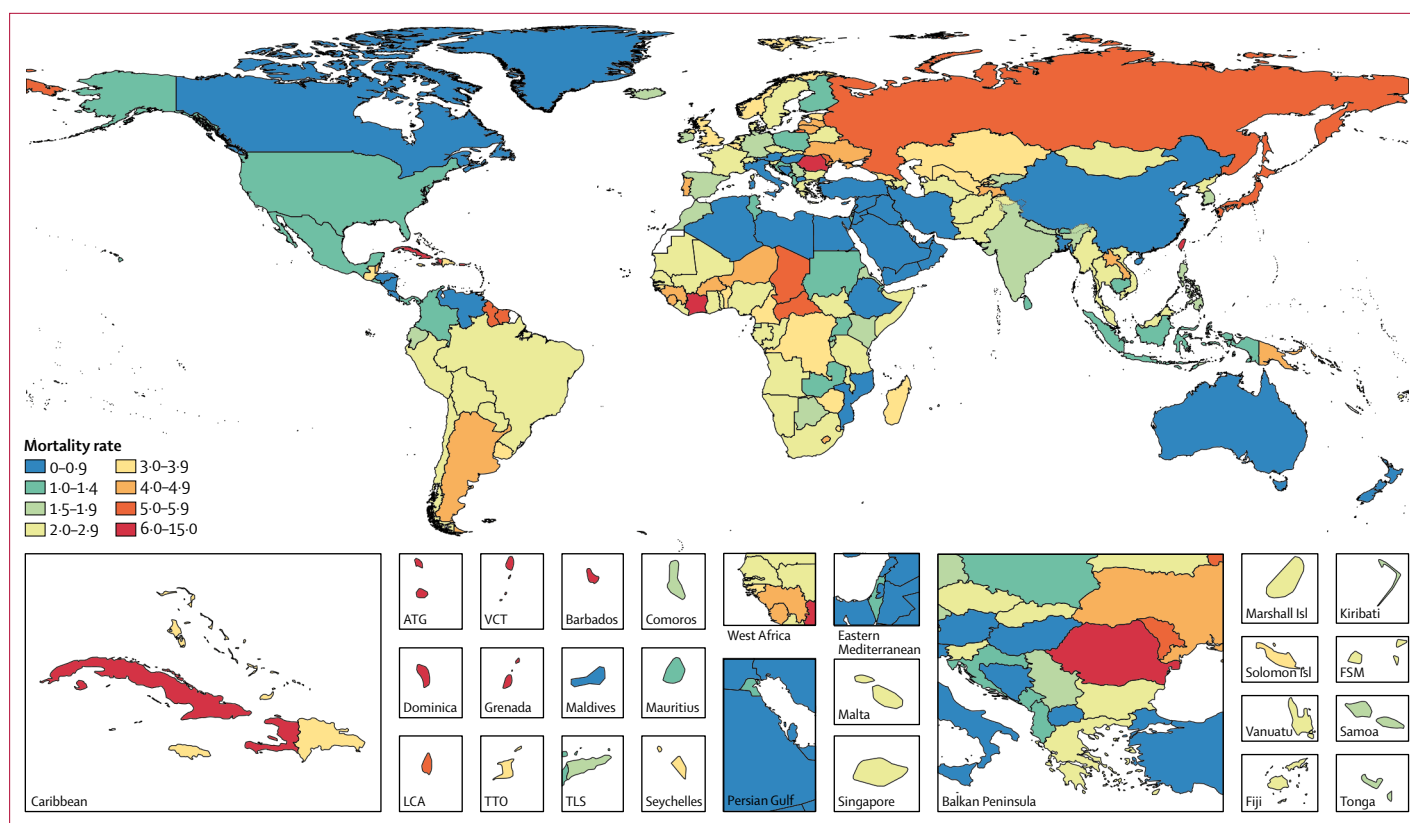 Mortality rate
0–0·9
1·0–1·4
1·5–1·9
2·0–2·9
3·0–3·9
4·0–4·9
5·0–5·9
6·0–15·0
Caribbean
ATG
VCT
Barbados
Comoros
Dominica
Grenada
Maldives
Mauritius
LCA
TTO
TLS
Seychelles
West Africa
Eastern
Mediterranean
Persian Gulf
Malta
Singapore
Balkan Peninsula
Marshall Isl
Kiribati
Solomon Isl
FSM
Vanuatu
Samoa
Fiji
Tonga